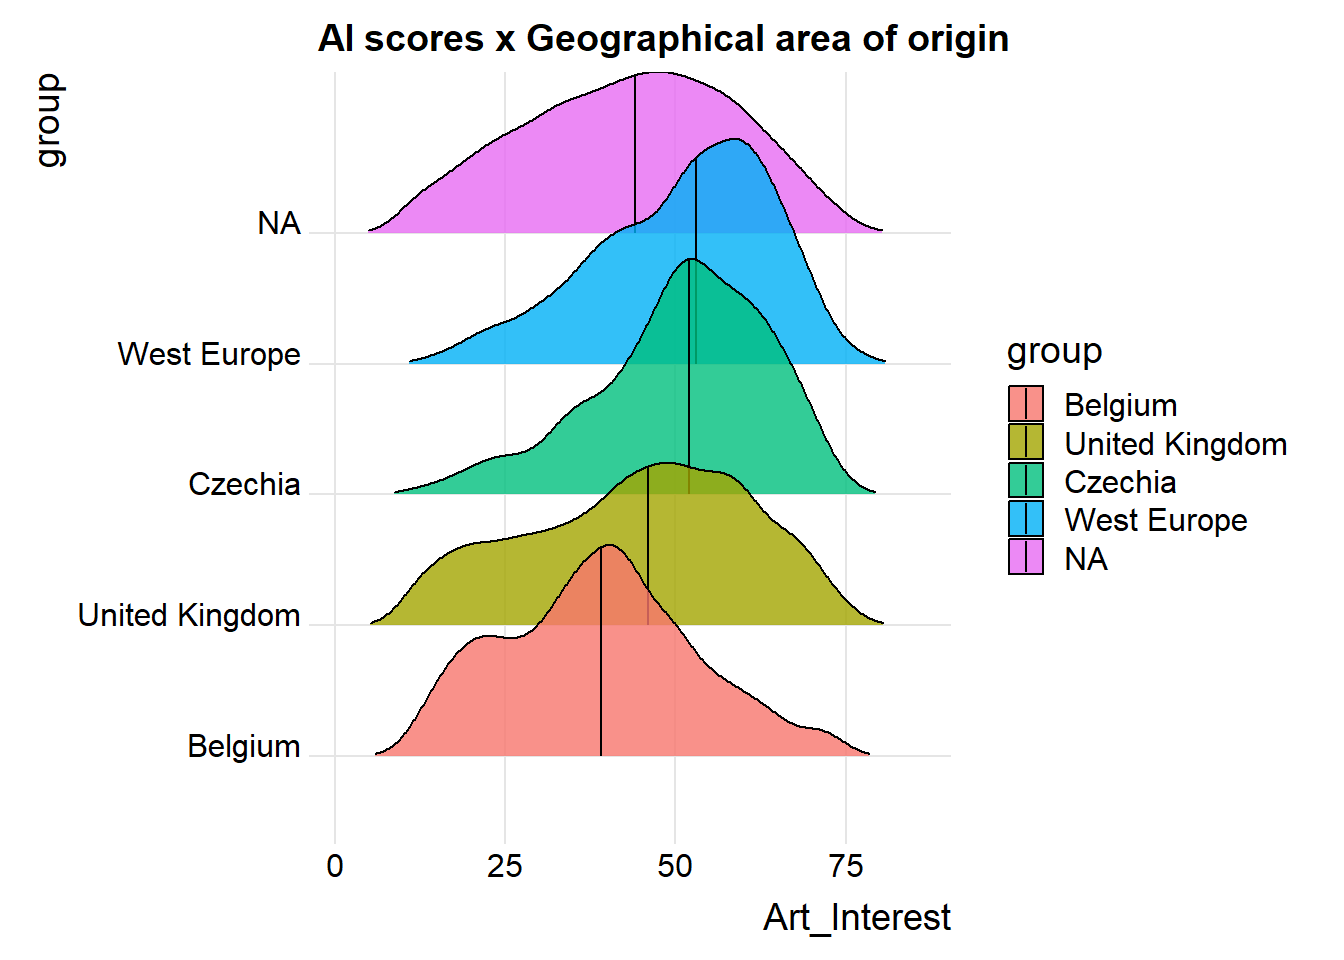 AI scores x Geographical area of origin
group
NA
West Europe
Czechia
United Kingdom
Belgium
0 25 50 75
Art_Interest
group
Belgium
United Kingdom
Czechia
West Europe
NA